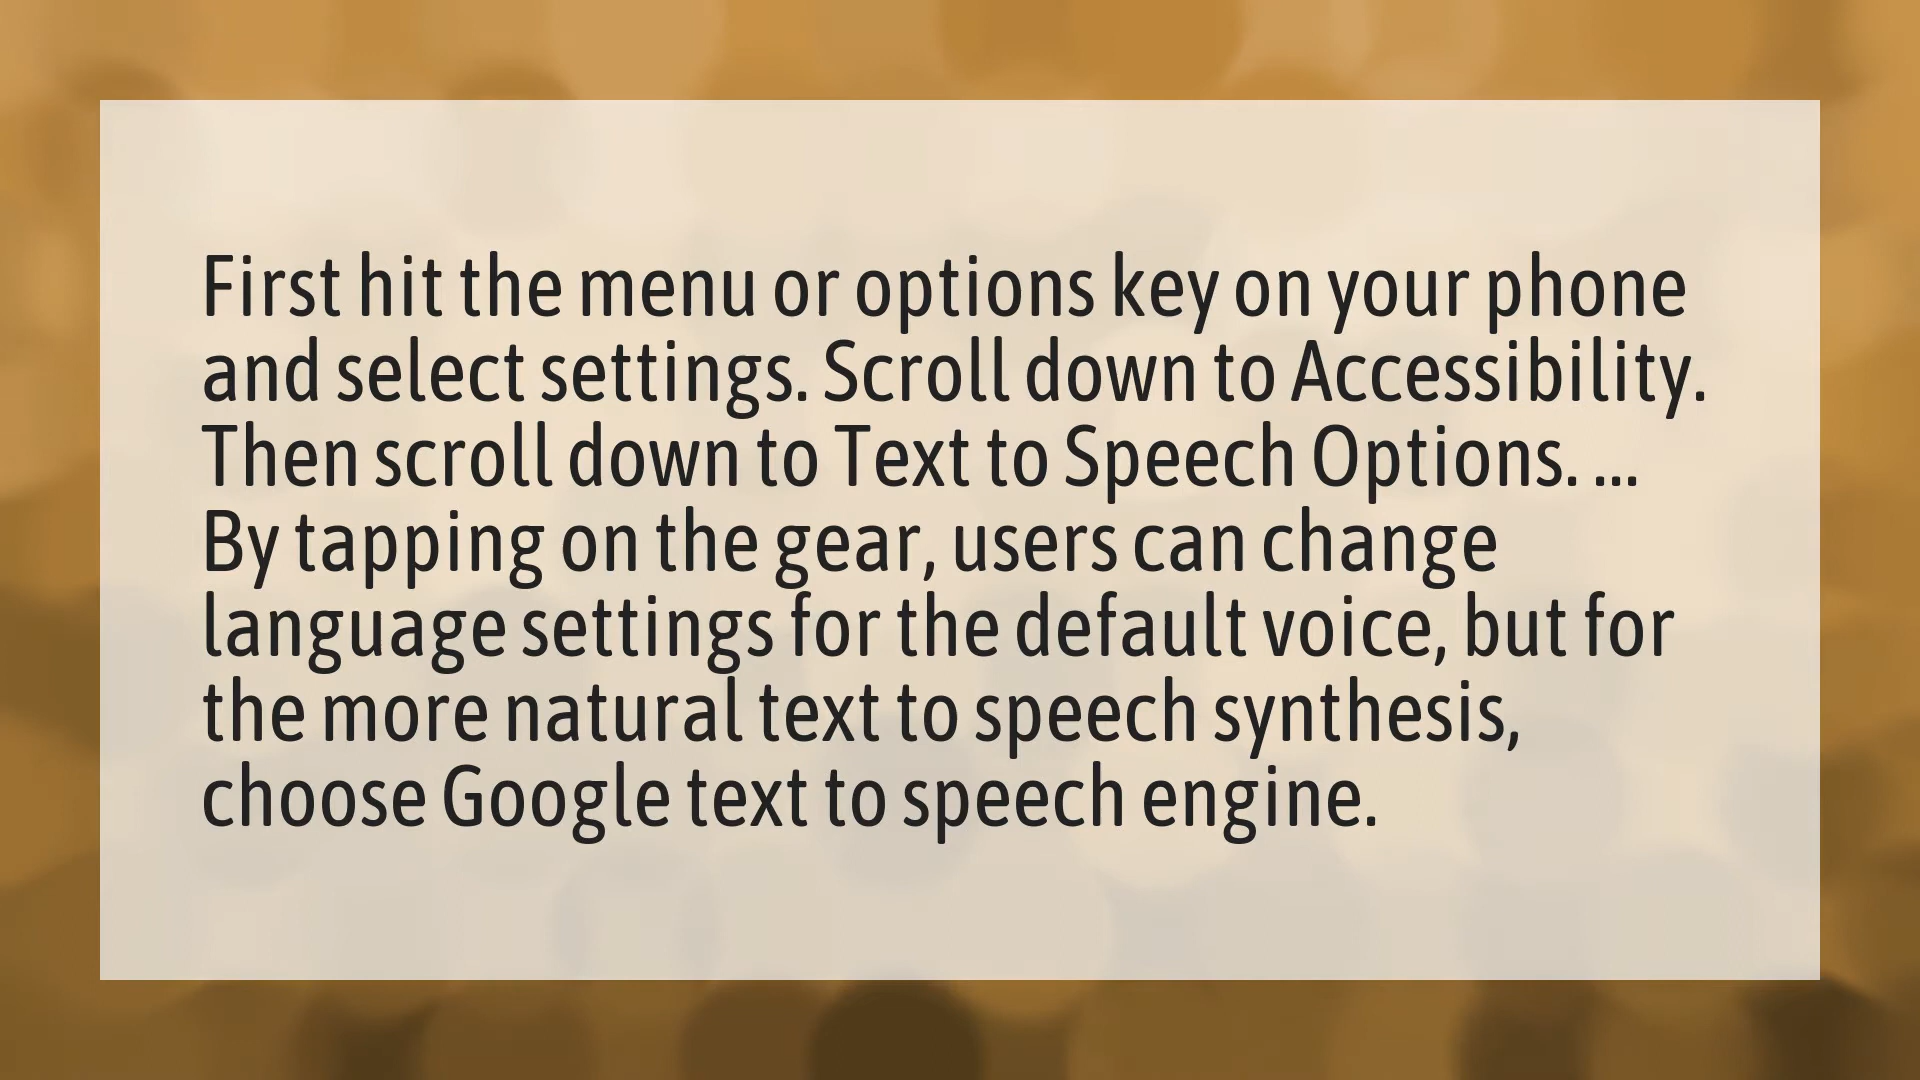 First hit the menu or options key on your phone
and select settings. Scroll down to Accessibility.
Then scroll down to Text to Speech Options. ...
By tapping on the gear, users can change
language settings for the default voice, but for
the more natural text to speech synthesis,
choose Google text to speech engine.